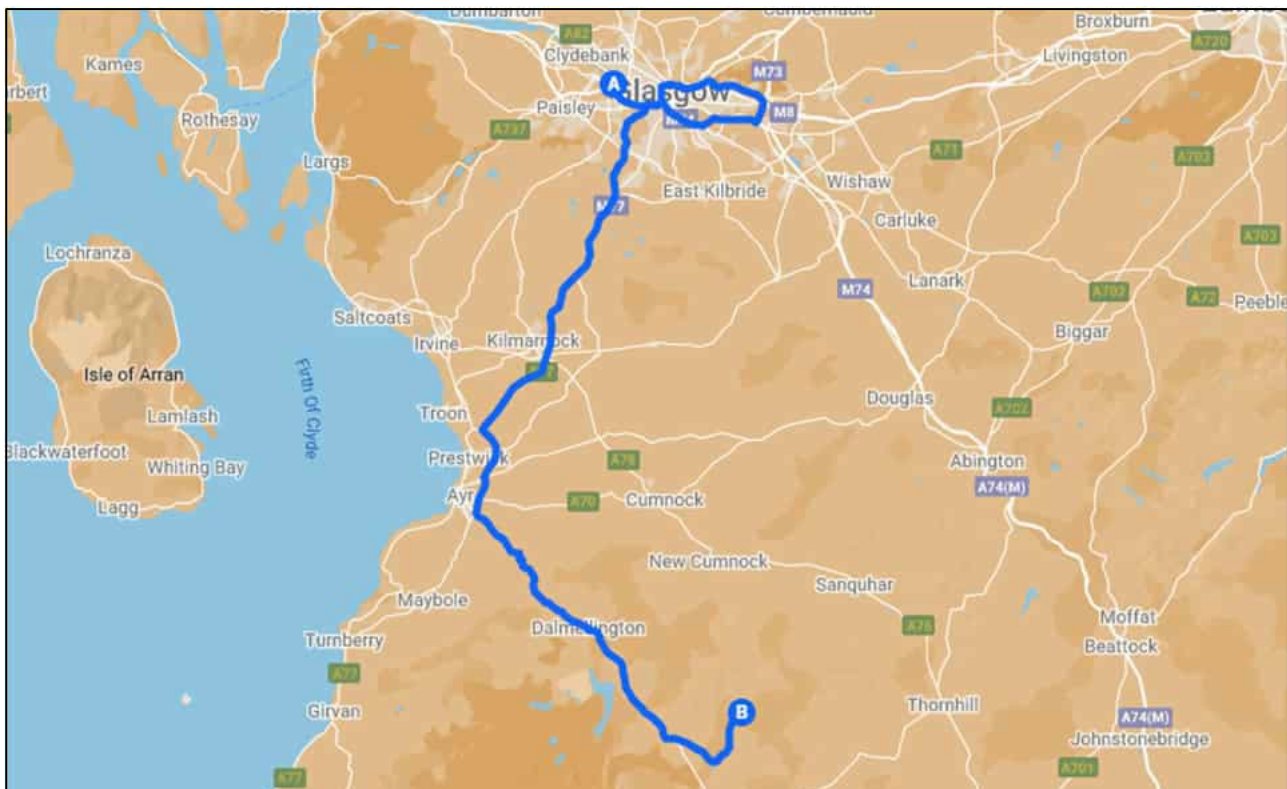 Dumbarton
Cumbernauld
Broxburn
A82
A720
Clydebank
Livingston
Kames
M73
A
Glasgow
Paisley
M8
Rothesay
A737
A71
A703
Largs
Wishaw
East Kilbride
Carluke
M77
A703
Lochranza
Lanark
M74
A702
A72
Peeble
Saltcoats
Biggar
Irvine
Kilmarnock
Isle of Arran
Firth Of Clyde
Douglas
A702
Troon
Lamlash
Blackwaterfoot
Prestwick
Whiting Bay
A76
Abington
Ayr
A74(M)
Lagg
A70
Cumnock
New Cumnock
Sanquhar
Maybole
Moffat
Dalmellington
A76
Turnberry
Beattock
A77
Thornhill
Girvan
B
A74(M)
Johnstonebridge
A77
A701